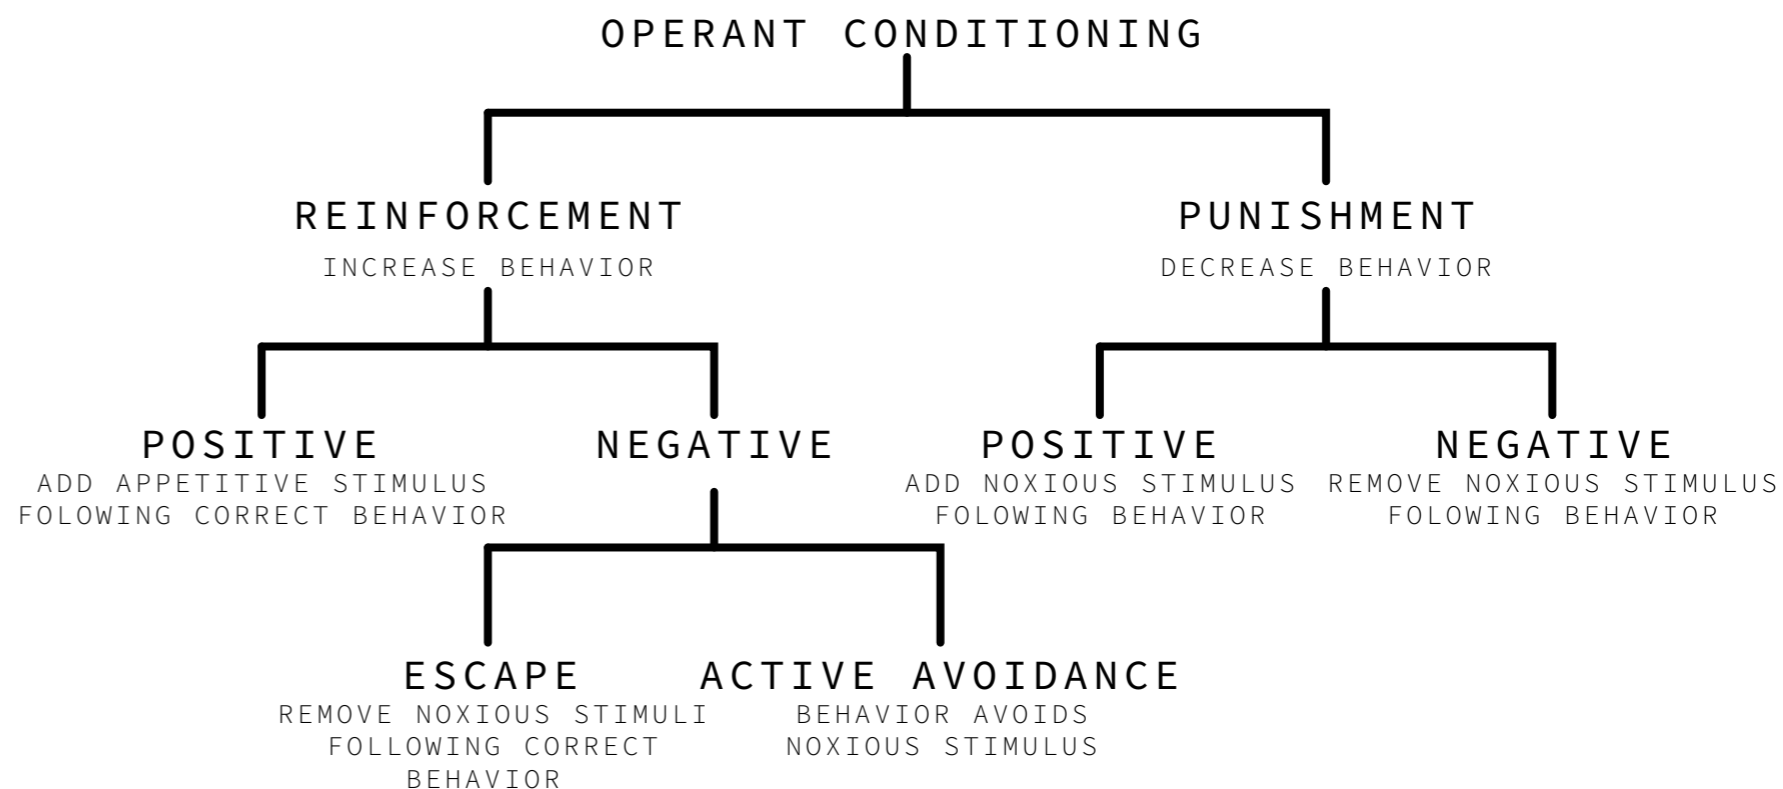 OPERANT CONDITIONING
REINFORCEMENT
INCREASE BEHAVIOR
PUNISHMENT
DECREASE BEHAVIOR
POSITIVE
ADD APPETITIVE STIMULUS
FOLOWING CORRECT BEHAVIOR
NEGATIVE
POSITIVE
ADD NOXIOUS STIMULUS
FOLOWING BEHAVIOR
NEGATIVE
REMOVE NOXIOUS STIMULUS
FOLOWING BEHAVIOR
ESCAPE
REMOVE NOXIOUS STIMULI
FOLLOWING CORRECT
BEHAVIOR
ACTIVE AVOIDANCE
BEHAVIOR AVOIDS
NOXIOUS STIMULUS